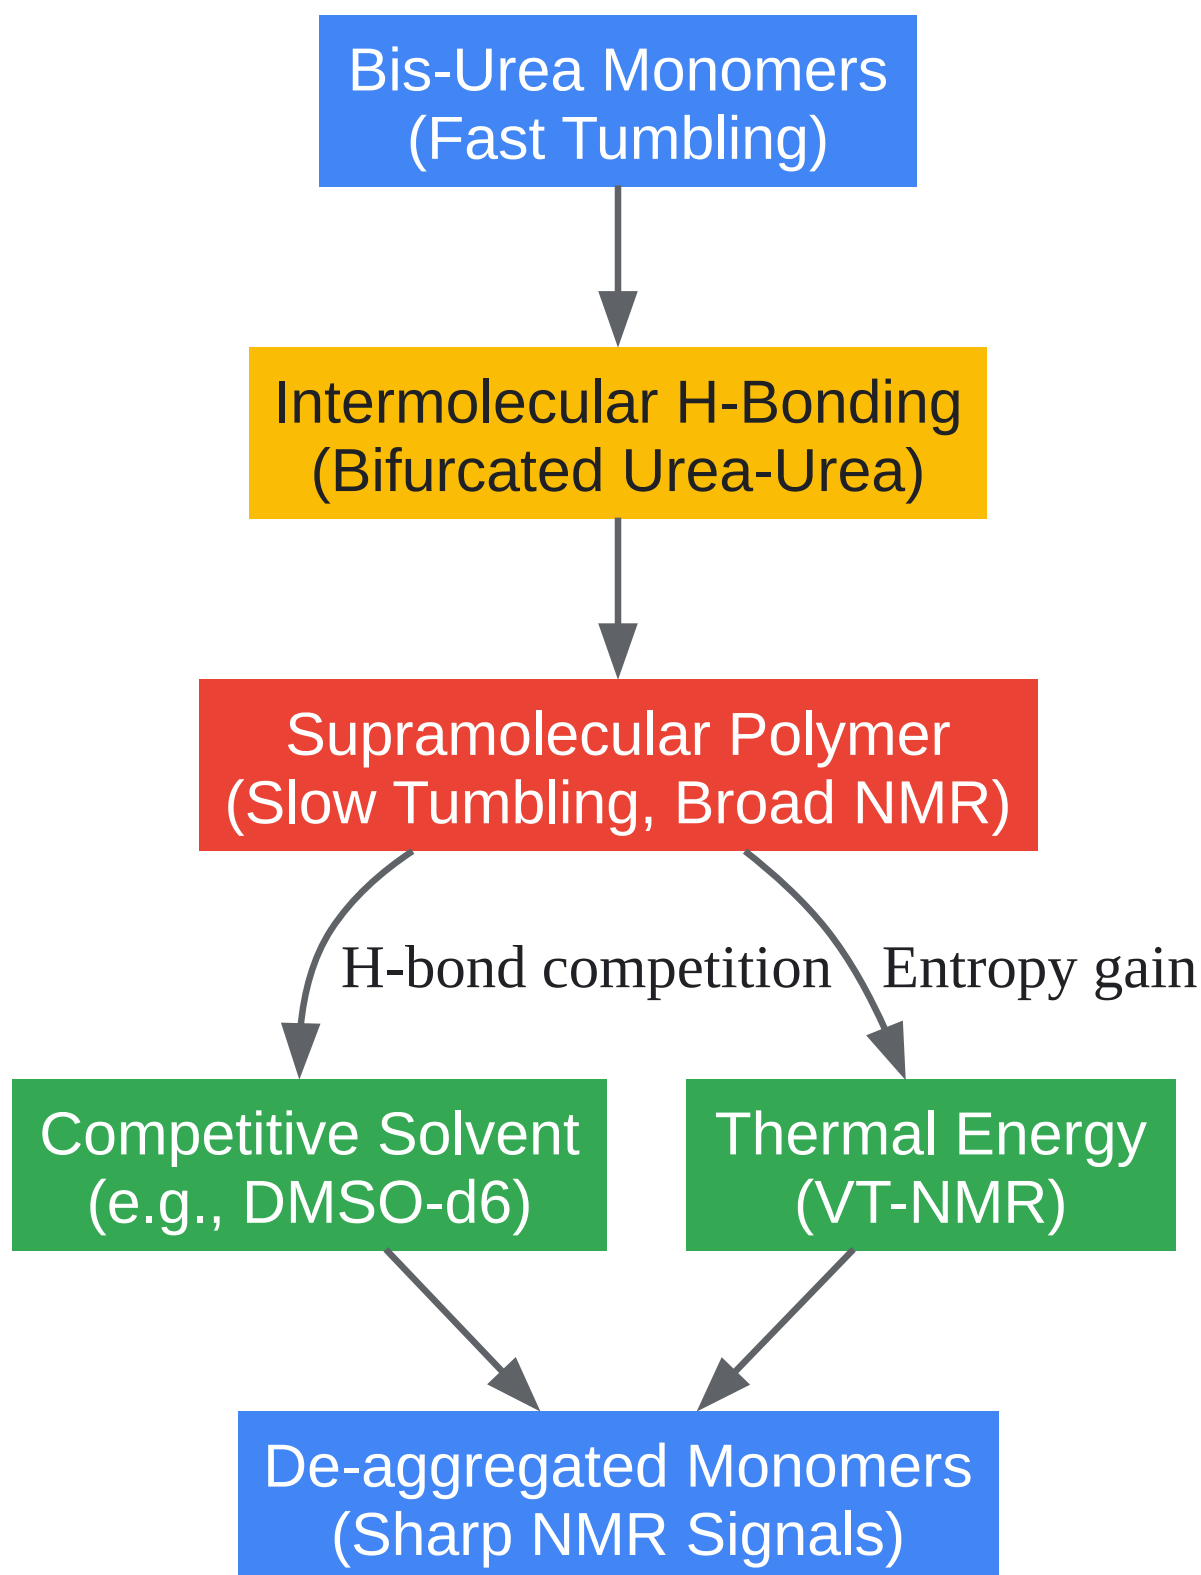 Bis-Urea Monomers
(Fast Tumbling)
Intermolecular H-Bonding
(Bifurcated Urea-Urea)
Supramolecular Polymer
(Slow Tumbling, Broad NMR)
H-bond competition
Entropy gain
Competitive Solvent
(e.g., DMSO-d6)
Thermal Energy
(VT-NMR)
De-aggregated Monomers
(Sharp NMR Signals)